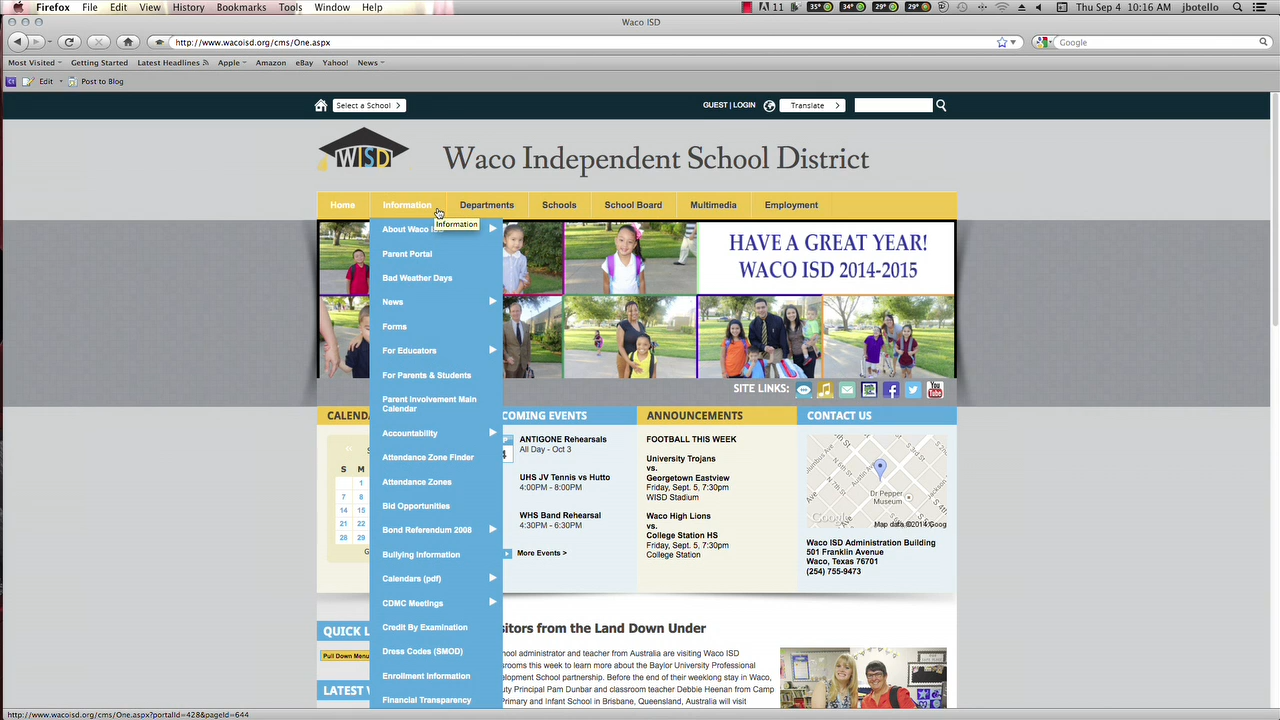 Firefox File Edit View History Bookmarks Tools Window Help 11 35° 34° 29° 29° Thu Sep 4 10:16 AM jbotello
Waco ISD
http://www.wacoisd.org/cms/One.aspx Google
Most Visited Getting Started Latest Headlines Apple Amazon eBay Yahoo! News
Edit Post to Blog
Select a School GUEST | LOGIN Translate
WISD
Waco Independent School District
Home Information Departments Schools School Board Multimedia Employment
Information
About Waco
Parent Portal
Bad Weather Days
News
Forms
For Educators
For Parents & Students
Parent Involvement Main
Calendar
Accountability
Attendance Zone Finder
Attendance Zones
Bid Opportunities
Bond Referendum 2008
Bullying Information
Calendars (pdf)
CDMC Meetings
Credit By Examination
Dress Codes (SMOD)
Enrollment Information
Financial Transparency
HAVE A GREAT YEAR!
WACO ISD 2014-2015
SITE LINKS: You Tube
S M
1
7 8
14 15
21 22
28 29
EVENTS
ANTIGONE Rehearsals
All Day - Oct 3
4
UHS JV Tennis vs Hutto
4:00PM - 8:00PM
WHS Band Rehearsal
4:30PM - 6:30PM
More Events >
ANNOUNCEMENTS
FOOTBALL THIS WEEK
University Trojans
vs.
Georgetown Eastview
Friday, Sept. 5, 7:30pm
WISD Stadium
Waco High Lions
vs.
College Station HS
Friday, Sept. 5, 7:30pm
College Station
CONTACT US
Dr Pepper
Museum
Google
Map data ©2014 Goog
Waco ISD Administration Building
501 Franklin Avenue
Waco, Texas 76701
(254) 755-9473
QUICK
Pull Down Menu
LATEST
from the Land Down Under
administrator and teacher from Australia are visiting Waco ISD
this week to learn more about the Baylor University Professional
School partnership. Before the end of their weeklong stay in Waco,
Principal Pam Dunbar and classroom teacher Debbie Heenan from Camp
Primary and Infant School in Brisbane, Queensland, Australia will visit
http://www.wacoisd.org/cms/One.aspx?portalId=428&pageId=644